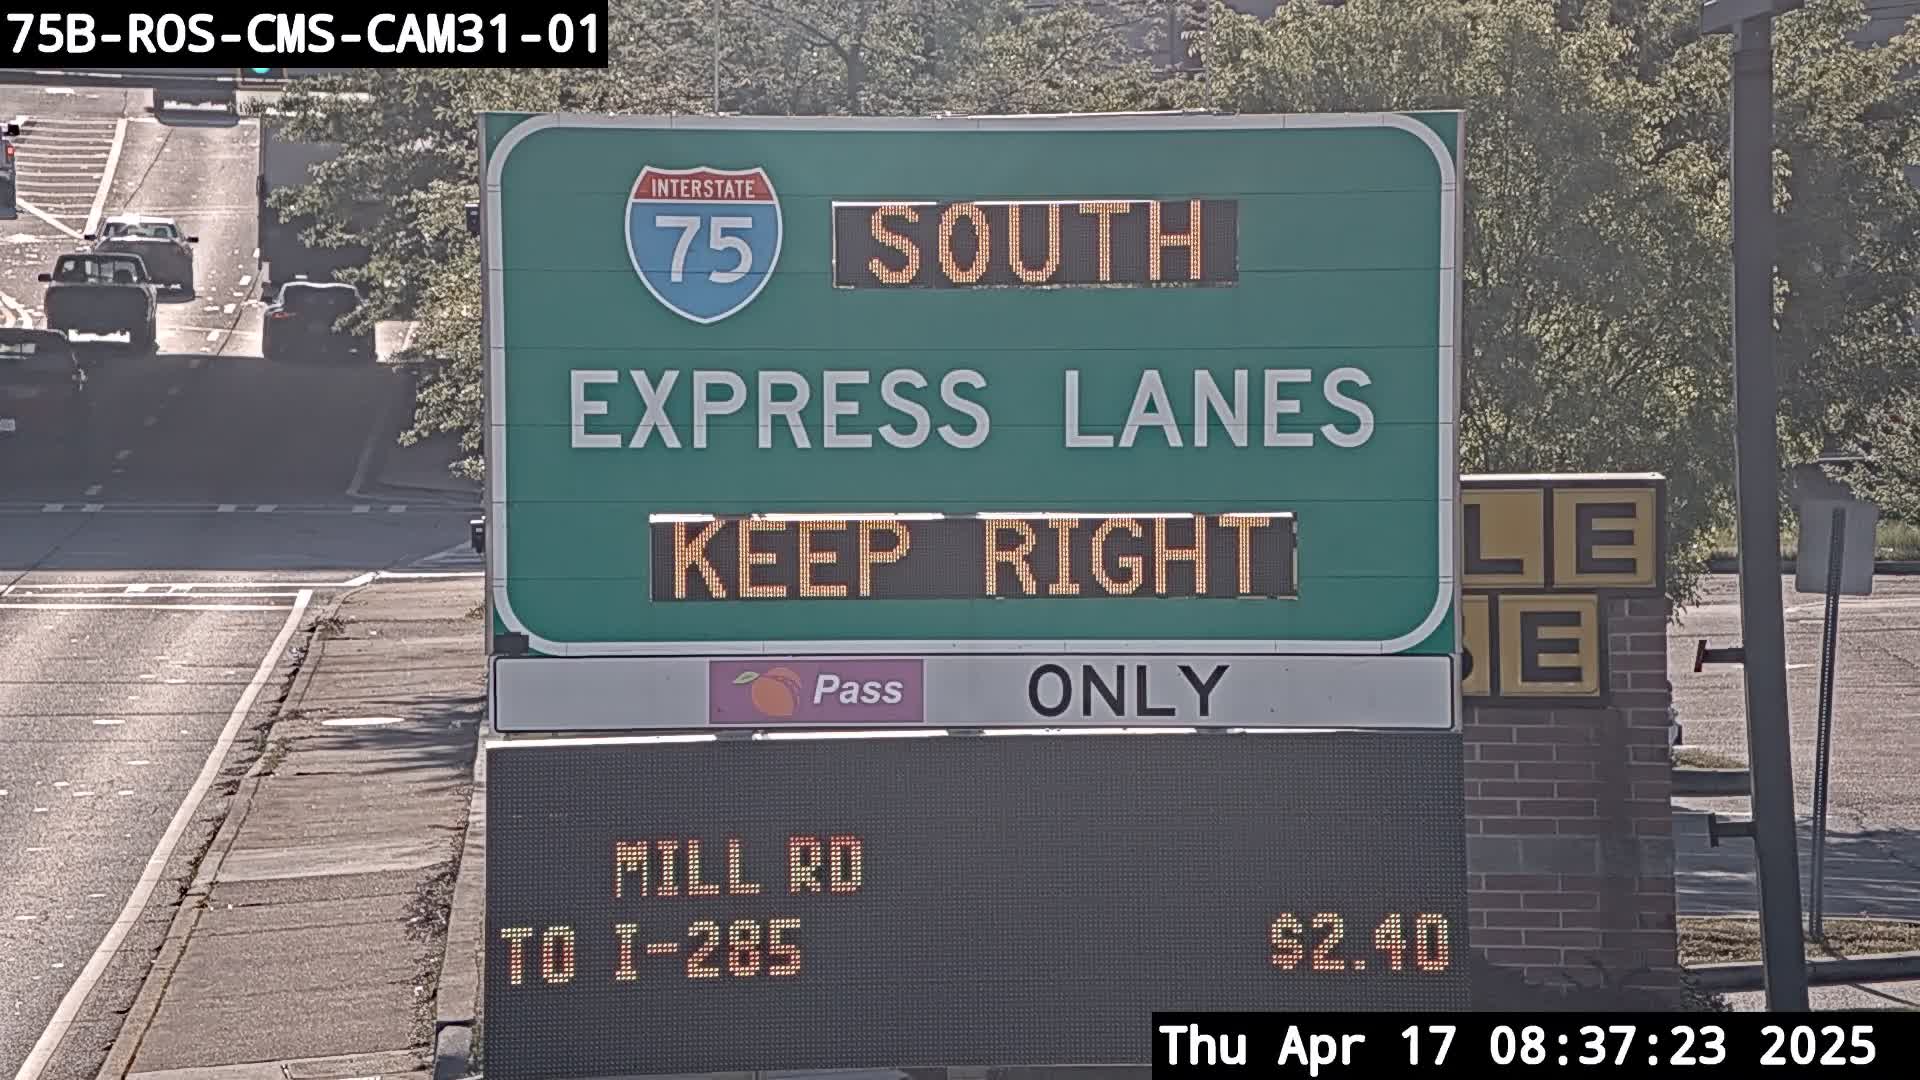 75B-ROS-CMS-CAM31-01
INTERSTATE
75
SOUTH
EXPRESS LANES
KEEP RIGHT
Pass ONLY
MILL RD
TO I-285 $2.40
LE
E
Thu Apr 17 08:37:23 2025